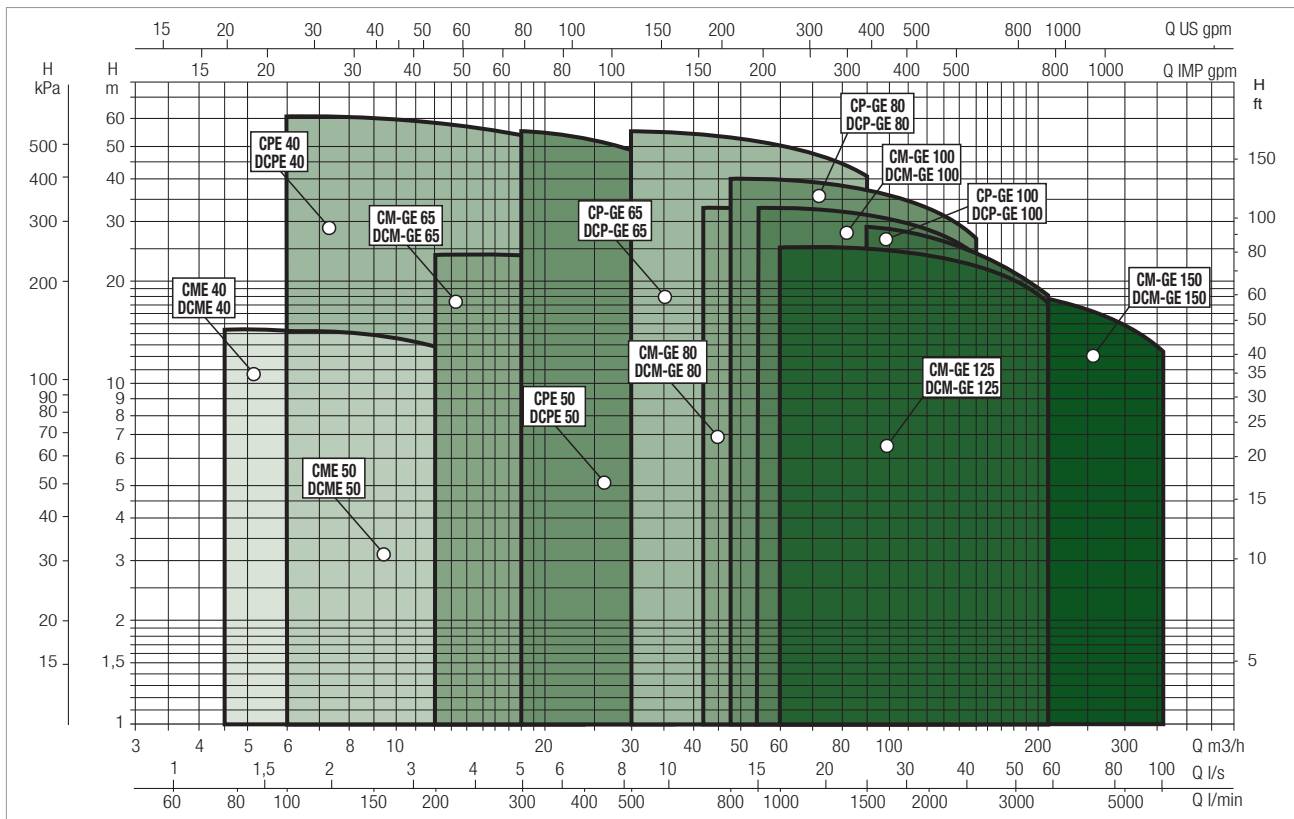 15 20 30 40 50 60 70 80 100 150 200 300 400 500 800 1000 Q US gpm
15 20 30 40 50 60 70 80 100 150 200 300 400 500 800 1000 Q IMP gpm
H
kPa
H
m
H
ft
60
50
40
30
20
10
9
8
7
6
5
4
3
2
1,5
1
500
400
300
200
100
90
80
70
60
50
40
30
20
15
150
100
80
70
60
50
40
35
30
25
20
15
10
5
CPE 40
DCPE 40
CM-GE 65
DCM-GE 65
CME 40
DCME 40
CME 50
DCME 50
CPE 50
DCPE 50
CP-GE 65
DCP-GE 65
CM-GE 80
DCM-GE 80
CP-GE 80
DCP-GE 80
CM-GE 100
DCM-GE 100
CP-GE 100
DCP-GE 100
CM-GE 125
DCM-GE 125
CM-GE 150
DCM-GE 150
3 4 5 6 8 10 20 30 40 50 60 80 100 200 300 Q m3/h
1 1,5 2 3 4 5 6 8 10 15 20 30 40 50 60 80 100 Q l/s
60 80 100 150 200 300 400 500 800 1000 1500 2000 3000 5000 Q l/min